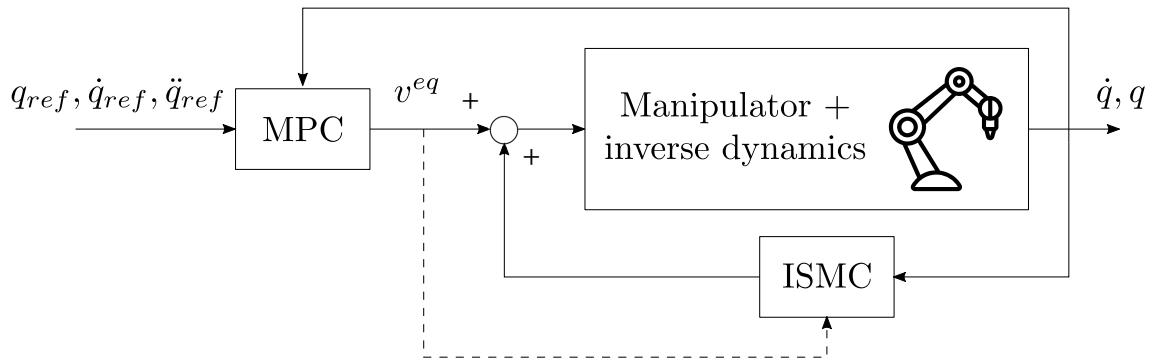 q_{ref}, \dot{q}_{ref}, \ddot{q}_{ref}
MPC
v^{eq}
+
+
Manipulator +
inverse dynamics
\dot{q}, q
ISMC